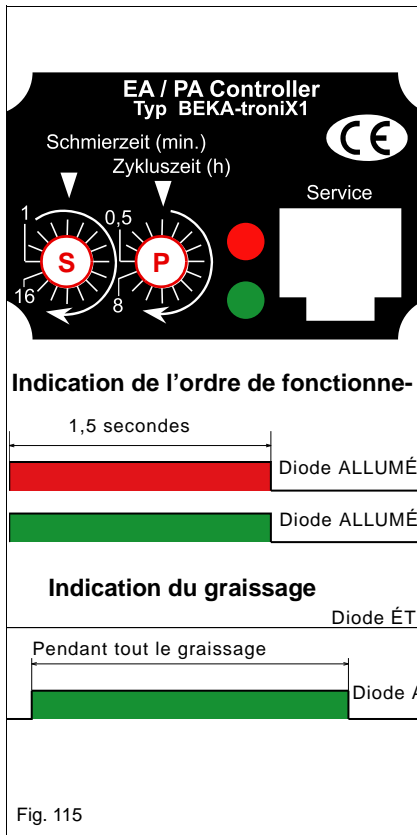 EA / PA Controller
Typ BEKA-troniX1
CE
Schmierzeit (min.)
Zykluszeit (h)
Service
1
0,5
S
P
16
8
Indication de l’ordre de fonctionne-
1,5 secondes
Diode ALLUMÉ
Diode ALLUMÉ
Indication du graissage
Diode ÉT
Pendant tout le graissage
Diode A
Fig. 115